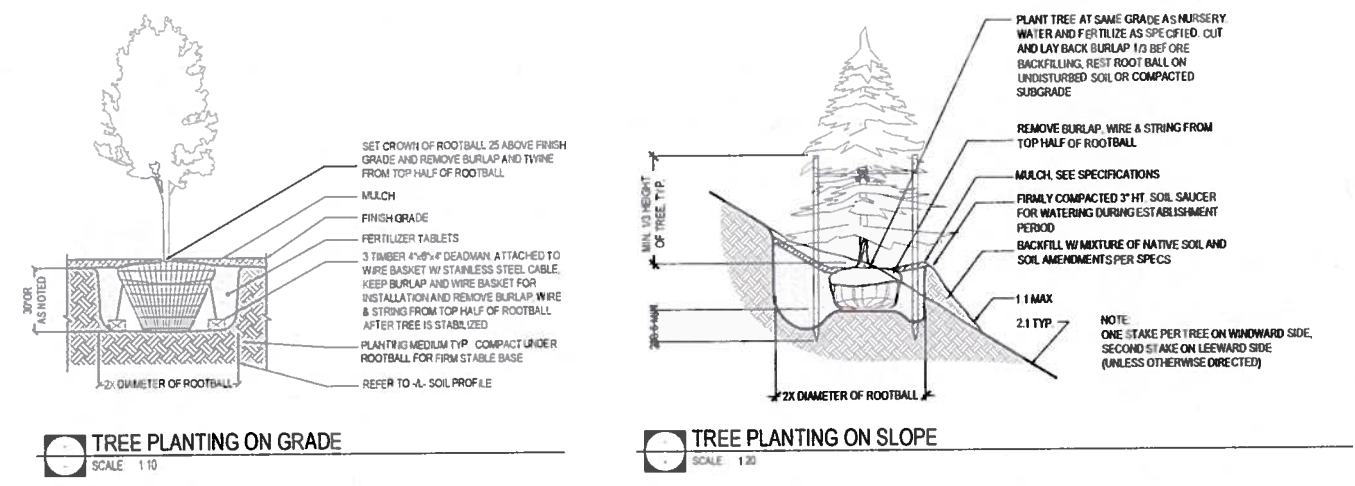 SET CROWN OF ROOTBALL 25 ABOVE FINISH
GRADE AND REMOVE BURLAP AND TWINE
FROM TOP HALF OF ROOTBALL
MULCH
FINISH GRADE
FERTILIZER TABLETS
3 TIMBER 4"x6"x4' DEADMAN, ATTACHED TO
WIRE BASKET W/ STAINLESS STEEL CABLE,
KEEP BURLAP AND WIRE BASKET FOR
INSTALLATION AND REMOVE BURLAP, WIRE
& STRING FROM TOP HALF OF ROOTBALL
AFTER TREE IS STABILIZED
PLANTING MEDIUM TYP. COMPACT UNDER
ROOTBALL FOR FIRM STABLE BASE
REFER TO -/L- SOIL PROFILE
30" OR
AS NOTED
2X DIAMETER OF ROOTBALL
TREE PLANTING ON GRADE
SCALE 1:10
PLANT TREE AT SAME GRADE AS NURSERY.
WATER AND FERTILIZE AS SPECIFIED. CUT
AND LAY BACK BURLAP 1/3 BEFORE
BACKFILLING, REST ROOT BALL ON
UNDISTURBED SOIL OR COMPACTED
SUBGRADE
REMOVE BURLAP, WIRE & STRING FROM
TOP HALF OF ROOTBALL
MULCH, SEE SPECIFICATIONS
FIRMLY COMPACTED 3" HT. SOIL SAUCER
FOR WATERING DURING ESTABLISHMENT
PERIOD
BACKFILL W/ MIXTURE OF NATIVE SOIL AND
SOIL AMENDMENTS PER SPECS
1:1 MAX
2:1 TYP.
NOTE:
ONE STAKE PER TREE ON WINDWARD SIDE,
SECOND STAKE ON LEEWARD SIDE
(UNLESS OTHERWISE DIRECTED)
MIN. 1/3 HEIGHT
OF TREE, TYP.
2X DIAMETER OF ROOTBALL
TREE PLANTING ON SLOPE
SCALE 1:20